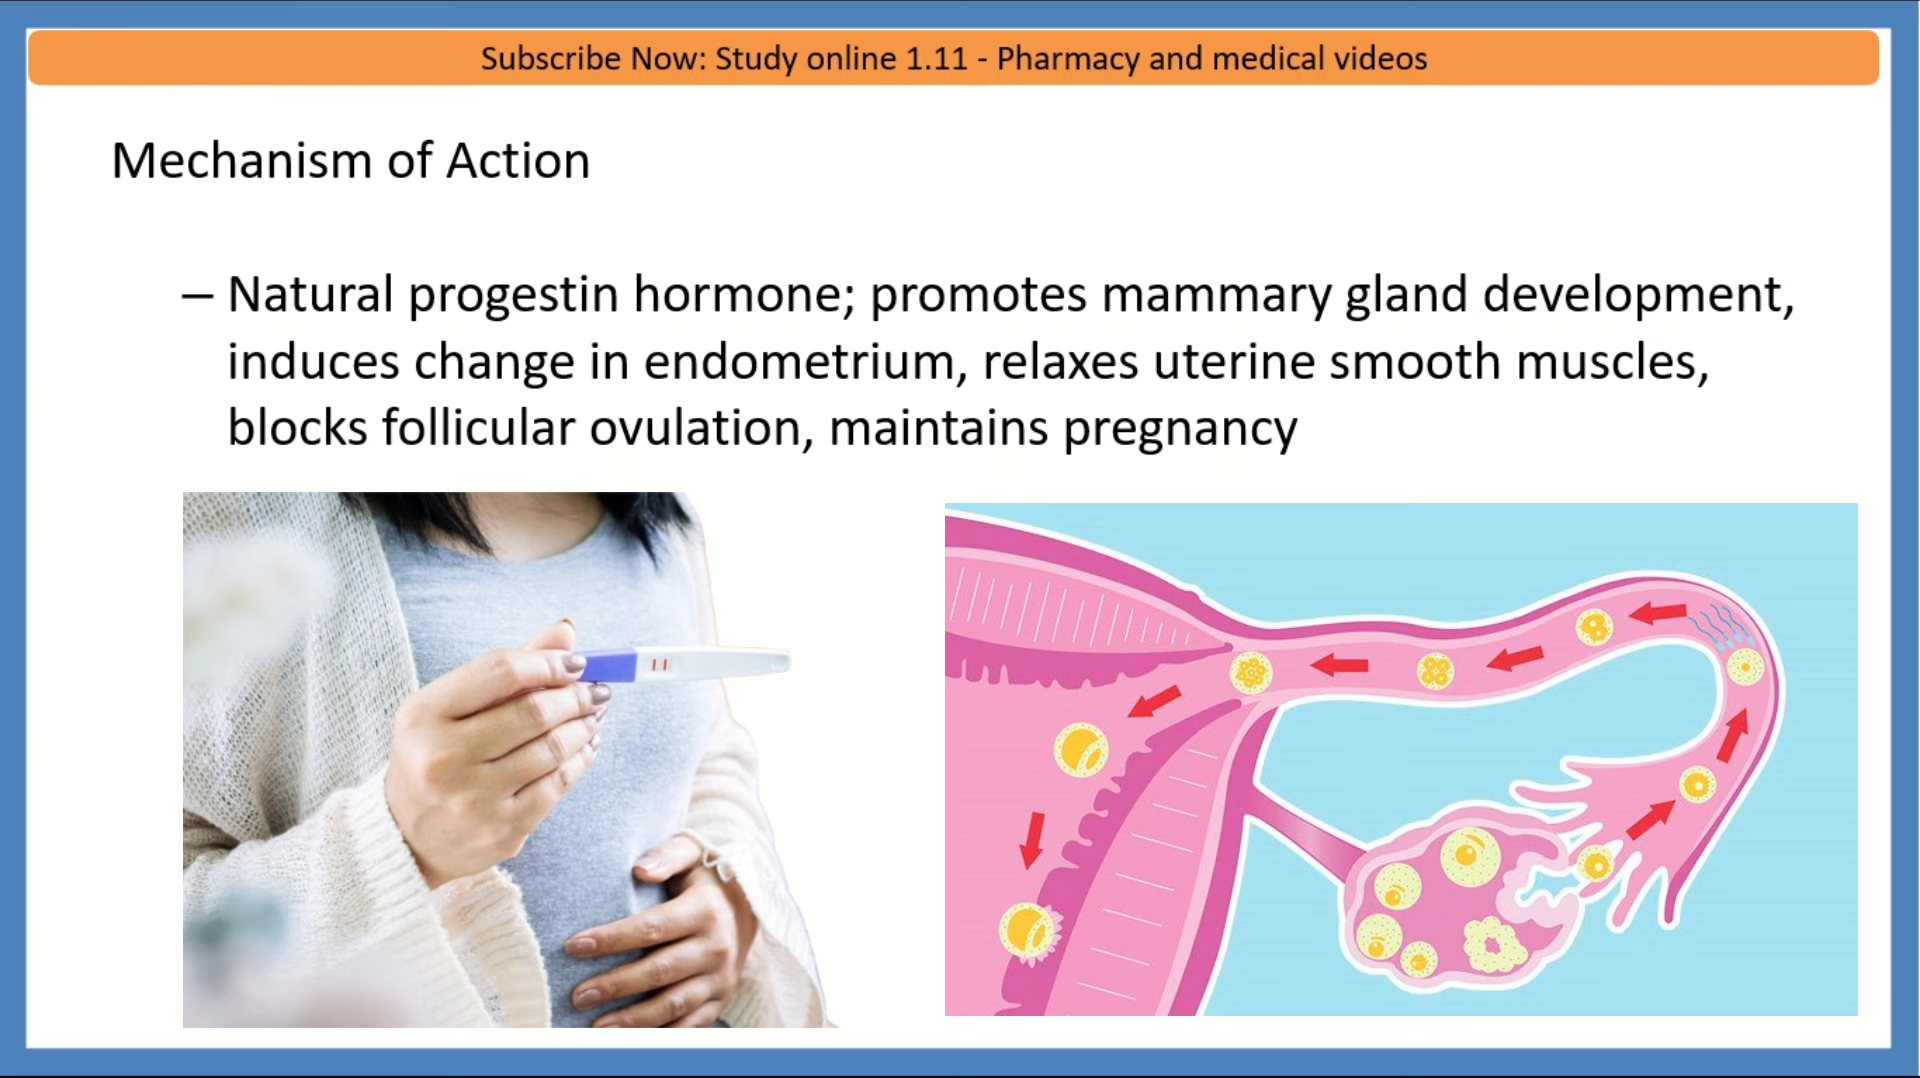 Subscribe Now: Study online 1.11 - Pharmacy and medical videos
Mechanism of Action
– Natural progestin hormone; promotes mammary gland development,
induces change in endometrium, relaxes uterine smooth muscles,
blocks follicular ovulation, maintains pregnancy